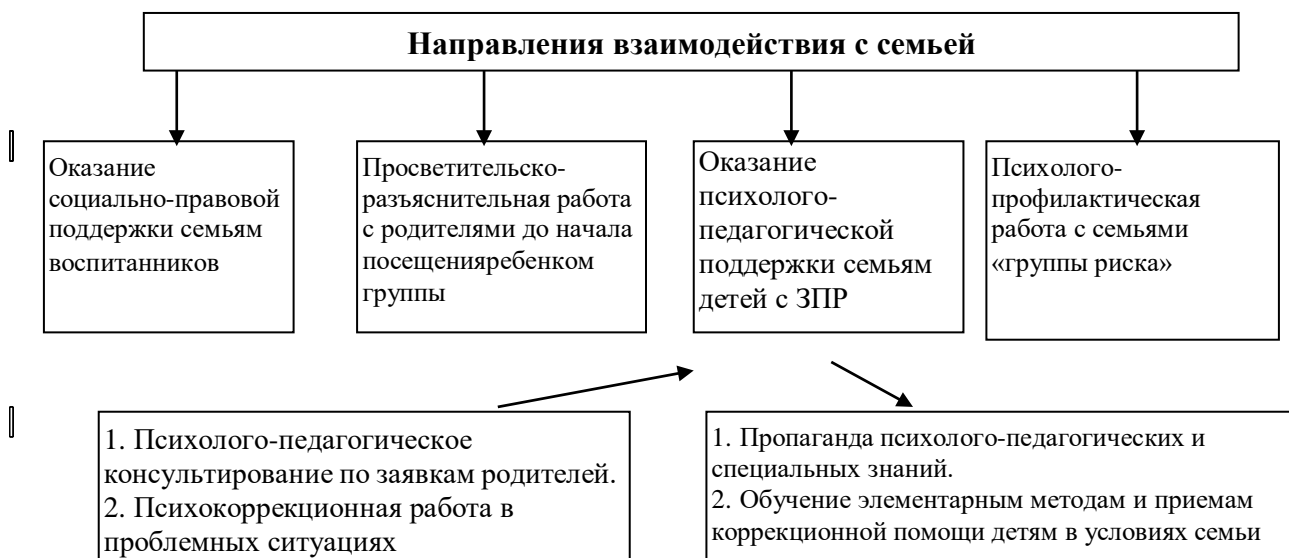 Направления взаимодействия с семьей
Оказание
социально-правовой
поддержки семьям
воспитанников
Просветительско-
разъяснительная работа
с родителями до начала
посещенияребенком
группы
Оказание
психолого-
педагогической
поддержки семьям
детей с ЗПР
Психолого-
профилактическая
работа с семьями
«группы риска»
1. Психолого-педагогическое
консультирование по заявкам родителей.
2. Психокоррекционная работа в
проблемных ситуациях
1. Пропаганда психолого-педагогических и
специальных знаний.
2. Обучение элементарным методам и приемам
коррекционной помощи детям в условиях семьи